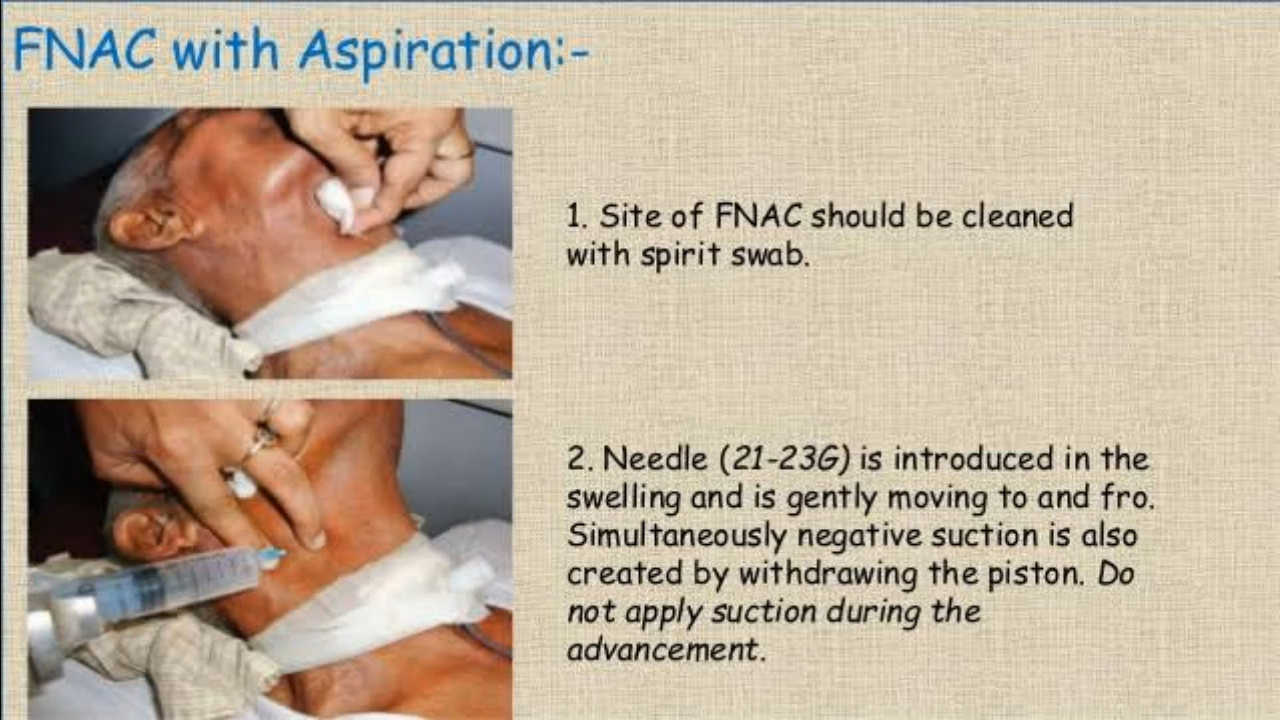 FNAC with Aspiration:-
1. Site of FNAC should be cleaned
with spirit swab.
2. Needle (21-23G) is introduced in the
swelling and is gently moving to and fro.
Simultaneously negative suction is also
created by withdrawing the piston. Do
not apply suction during the
advancement.